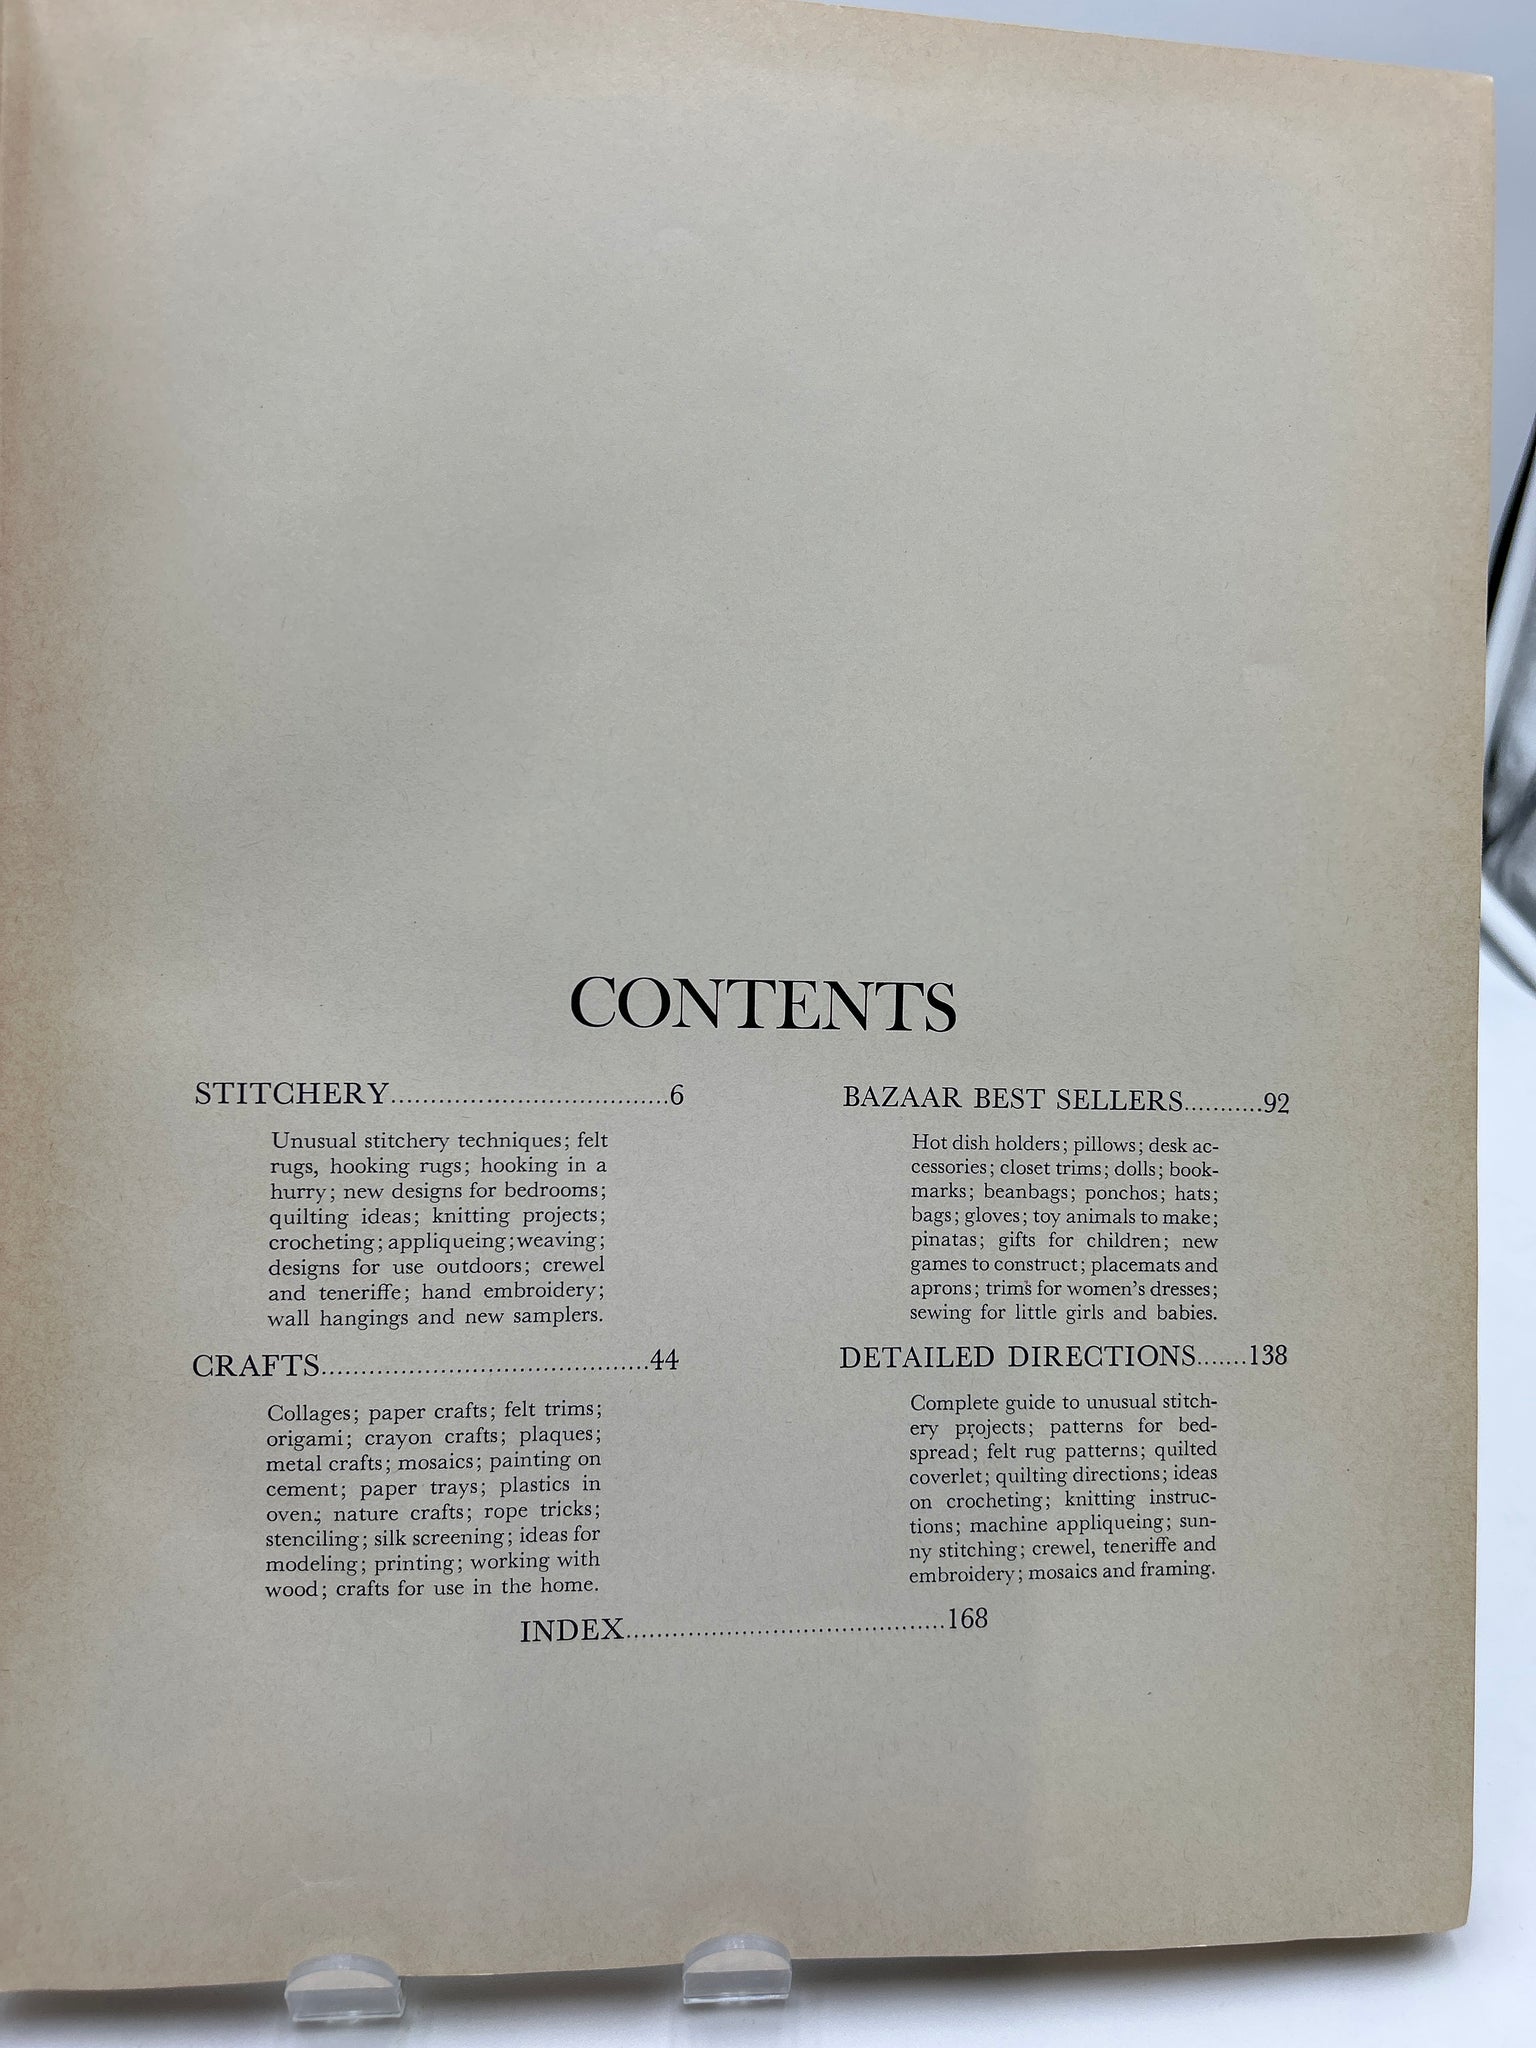 CONTENTS
STITCHERY....................................6
Unusual stitchery techniques; felt
rugs, hooking rugs; hooking in a
hurry; new designs for bedrooms;
quilting ideas; knitting projects;
crocheting; appliqueing; weaving;
designs for use outdoors; crewel
and teneriffe; hand embroidery;
wall hangings and new samplers.
CRAFTS..........................................44
Collages; paper crafts; felt trims;
origami; crayon crafts; plaques;
metal crafts; mosaics; painting on
cement; paper trays; plastics in
oven; nature crafts; rope tricks;
stenciling; silk screening; ideas for
modeling; printing; working with
wood; crafts for use in the home.
BAZAAR BEST SELLERS...........92
Hot dish holders; pillows; desk ac-
cessories; closet trims; dolls; book-
marks; beanbags; ponchos; hats;
bags; gloves; toy animals to make;
pinatas; gifts for children; new
games to construct; placemats and
aprons; trims for women's dresses;
sewing for little girls and babies.
DETAILED DIRECTIONS.......138
Complete guide to unusual stitch-
ery projects; patterns for bed-
spread; felt rug patterns; quilted
coverlet; quilting directions; ideas
on crocheting; knitting instruc-
tions; machine appliqueing; sun-
ny stitching; crewel, teneriffe and
embroidery; mosaics and framing.
INDEX..........................................168